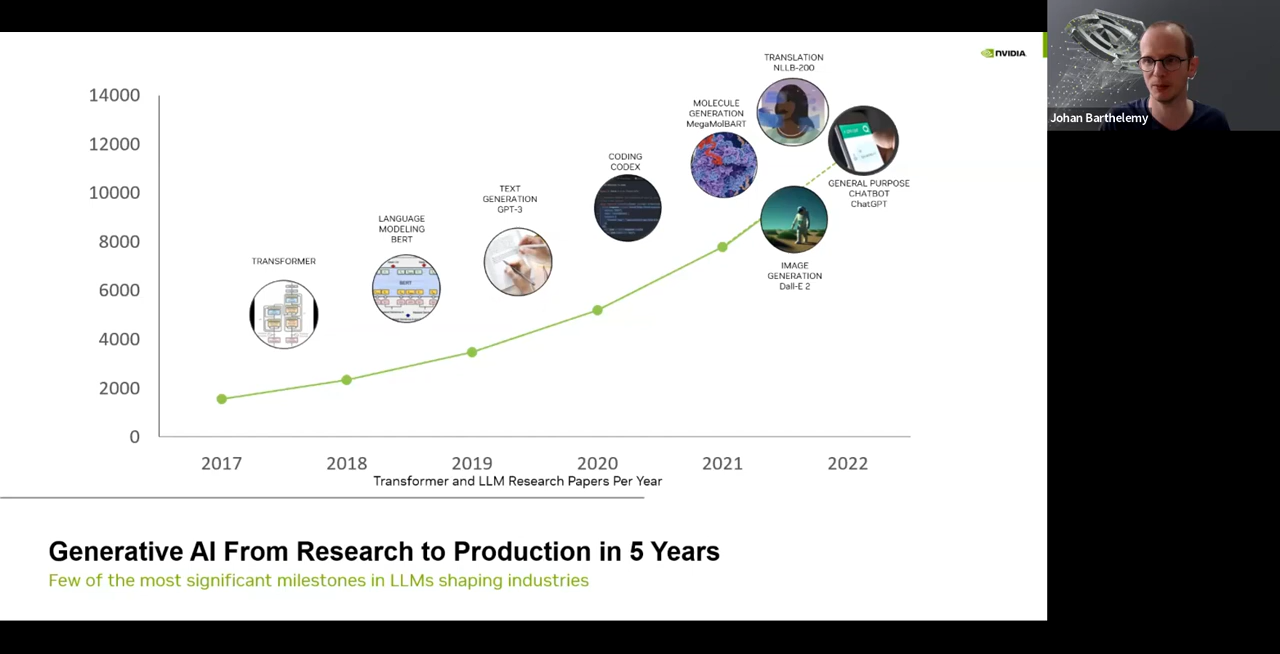 NVIDIA
Johan Barthelemy
14000
12000
10000
8000
6000
4000
2000
0
TRANSFORMER
LANGUAGE
MODELING
BERT
BERT
TEXT
GENERATION
GPT-3
CODING
CODEX
MOLECULE
GENERATION
MegaMolBART
TRANSLATION
NLLB-200
GENERAL PURPOSE
CHATBOT
ChatGPT
IMAGE
GENERATION
Dall-E 2
2017 2018 2019 2020 2021 2022
Transformer and LLM Research Papers Per Year
Generative AI From Research to Production in 5 Years
Few of the most significant milestones in LLMs shaping industries